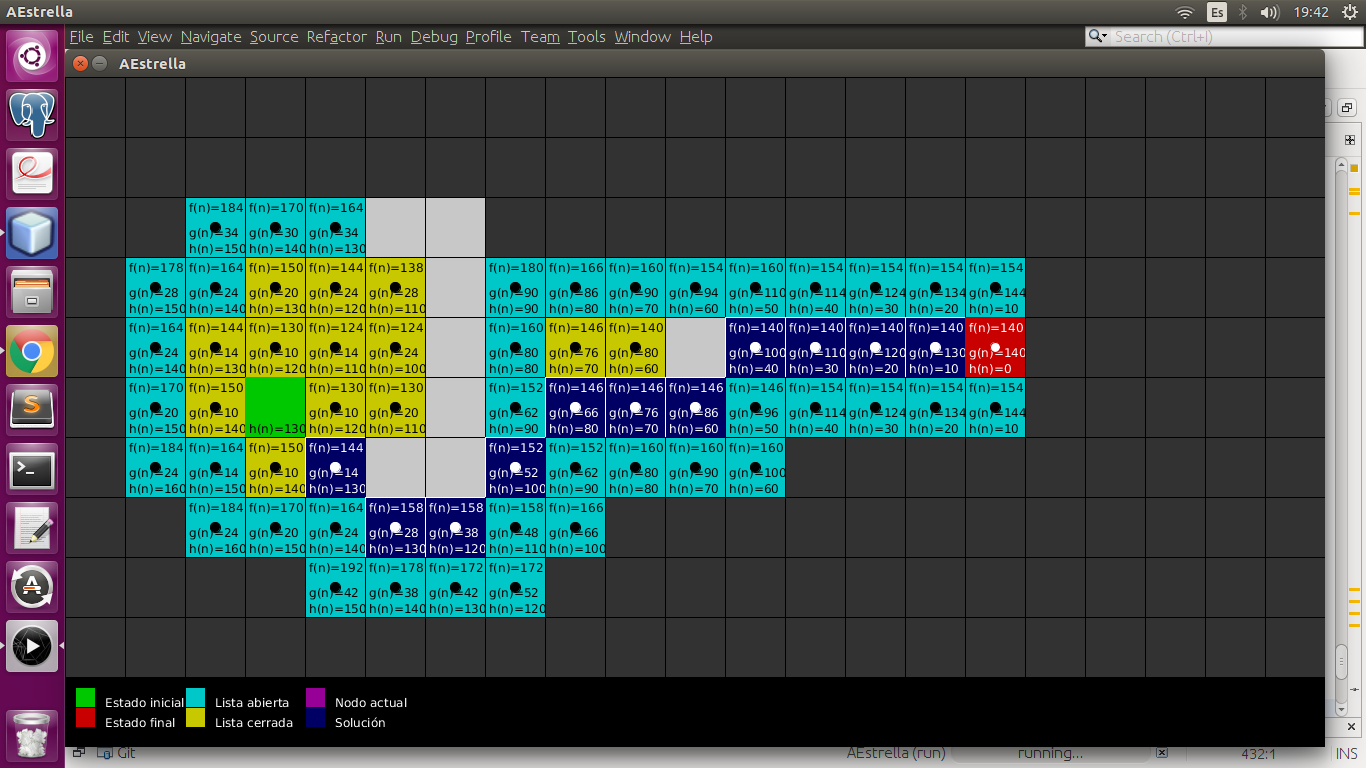 AEstrella
Es 19:42
File Edit View Navigate Source Refactor Run Debug Profile Team Tools Window Help
Search (Ctrl+I)
AEstrella
f(n)=184 f(n)=170 f(n)=164
g(n)=34 g(n)=30 g(n)=34
h(n)=150 h(n)=140 h(n)=130
f(n)=178 f(n)=164 f(n)=150 f(n)=144 f(n)=138 f(n)=180 f(n)=166 f(n)=160 f(n)=154 f(n)=160 f(n)=154 f(n)=154 f(n)=154 f(n)=154
g(n)=28 g(n)=24 g(n)=20 g(n)=24 g(n)=28 g(n)=90 g(n)=86 g(n)=90 g(n)=94 g(n)=110 g(n)=114 g(n)=124 g(n)=134 g(n)=144
h(n)=150 h(n)=140 h(n)=130 h(n)=120 h(n)=110 h(n)=90 h(n)=80 h(n)=70 h(n)=60 h(n)=50 h(n)=40 h(n)=30 h(n)=20 h(n)=10
f(n)=164 f(n)=144 f(n)=130 f(n)=124 f(n)=124 f(n)=160 f(n)=146 f(n)=140 f(n)=140 f(n)=140 f(n)=140 f(n)=140 f(n)=140
g(n)=24 g(n)=14 g(n)=10 g(n)=14 g(n)=24 g(n)=80 g(n)=76 g(n)=80 g(n)=100 g(n)=110 g(n)=120 g(n)=130 g(n)=140
h(n)=140 h(n)=130 h(n)=120 h(n)=110 h(n)=100 h(n)=80 h(n)=70 h(n)=60 h(n)=40 h(n)=30 h(n)=20 h(n)=10 h(n)=0
f(n)=170 f(n)=150 f(n)=130 f(n)=130 f(n)=152 f(n)=146 f(n)=146 f(n)=146 f(n)=146 f(n)=154 f(n)=154 f(n)=154 f(n)=154
g(n)=20 g(n)=10 g(n)=10 g(n)=20 g(n)=62 g(n)=66 g(n)=76 g(n)=86 g(n)=96 g(n)=114 g(n)=124 g(n)=134 g(n)=144
h(n)=150 h(n)=140 h(n)=130 h(n)=120 h(n)=110 h(n)=90 h(n)=80 h(n)=70 h(n)=60 h(n)=50 h(n)=40 h(n)=30 h(n)=20 h(n)=10
f(n)=184 f(n)=164 f(n)=150 f(n)=144 f(n)=152 f(n)=152 f(n)=160 f(n)=160 f(n)=160
g(n)=24 g(n)=14 g(n)=10 g(n)=14 g(n)=52 g(n)=62 g(n)=80 g(n)=90 g(n)=100
h(n)=160 h(n)=150 h(n)=140 h(n)=130 h(n)=100 h(n)=90 h(n)=80 h(n)=70 h(n)=60
f(n)=184 f(n)=170 f(n)=164 f(n)=158 f(n)=158 f(n)=158 f(n)=166
g(n)=24 g(n)=20 g(n)=24 g(n)=28 g(n)=38 g(n)=48 g(n)=66
h(n)=160 h(n)=150 h(n)=140 h(n)=130 h(n)=120 h(n)=110 h(n)=100
f(n)=192 f(n)=178 f(n)=172 f(n)=172
g(n)=42 g(n)=38 g(n)=42 g(n)=52
h(n)=150 h(n)=140 h(n)=130 h(n)=120
Estado inicial Lista abierta Nodo actual
Estado final Lista cerrada Solución
Git AEstrella (run) running... 432:1 INS